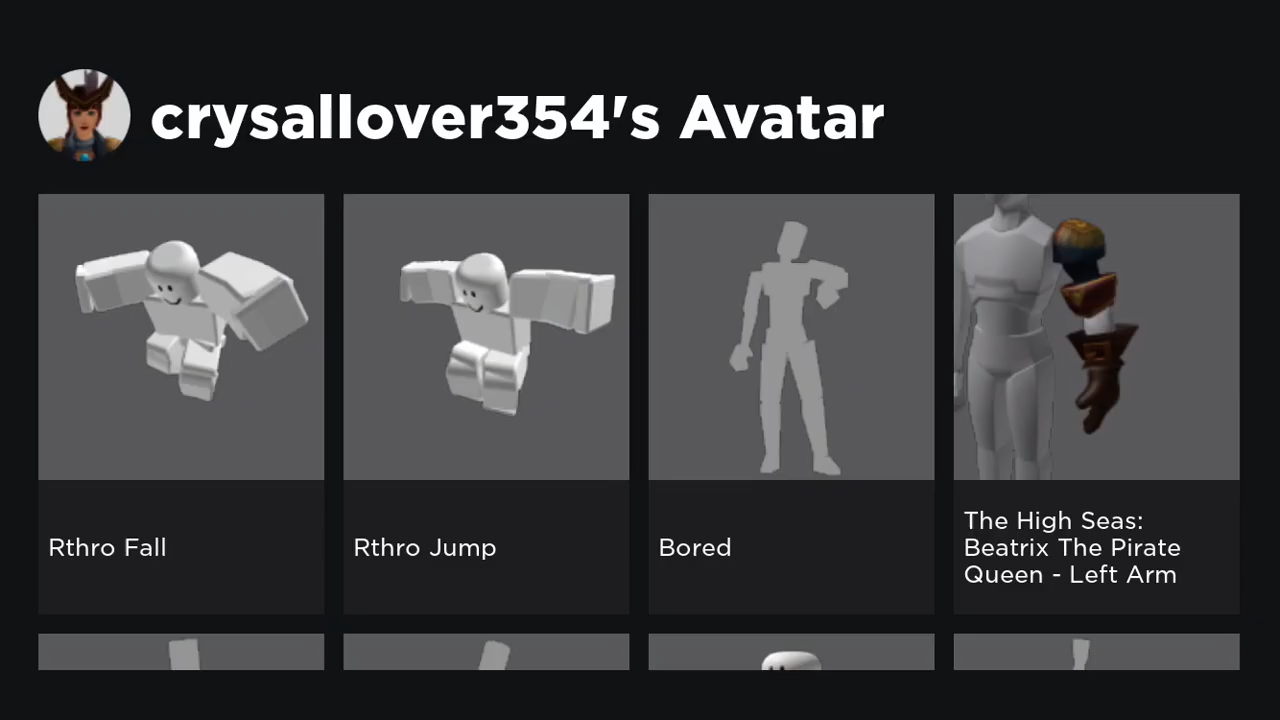 crysallover354's Avatar
Rthro Fall
Rthro Jump
Bored
The High Seas:
Beatrix The Pirate
Queen - Left Arm